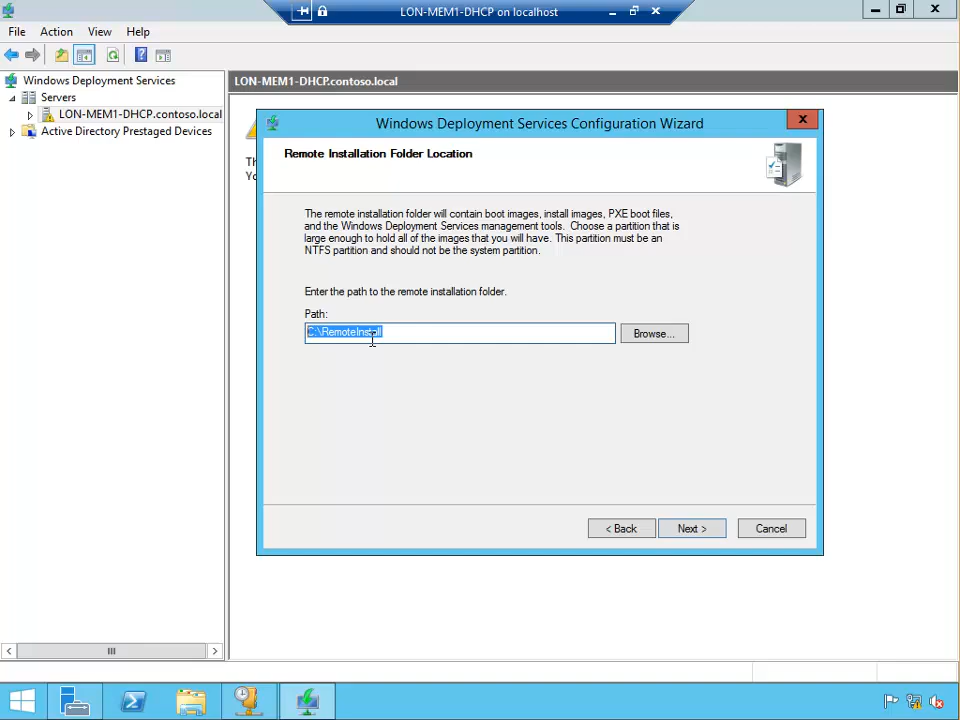 LON-MEM1-DHCP on localhost
File Action View Help
Windows Deployment Services
Servers
LON-MEM1-DHCP.contoso.local
Active Directory Prestaged Devices
LON-MEM1-DHCP.contoso.local
Th
Yo
Windows Deployment Services Configuration Wizard
Remote Installation Folder Location
The remote installation folder will contain boot images, install images, PXE boot files,
and the Windows Deployment Services management tools. Choose a partition that is
large enough to hold all of the images that you will have. This partition must be an
NTFS partition and should not be the system partition.
Enter the path to the remote installation folder.
Path:
C:\RemoteInstall
Browse...
< Back Next > Cancel